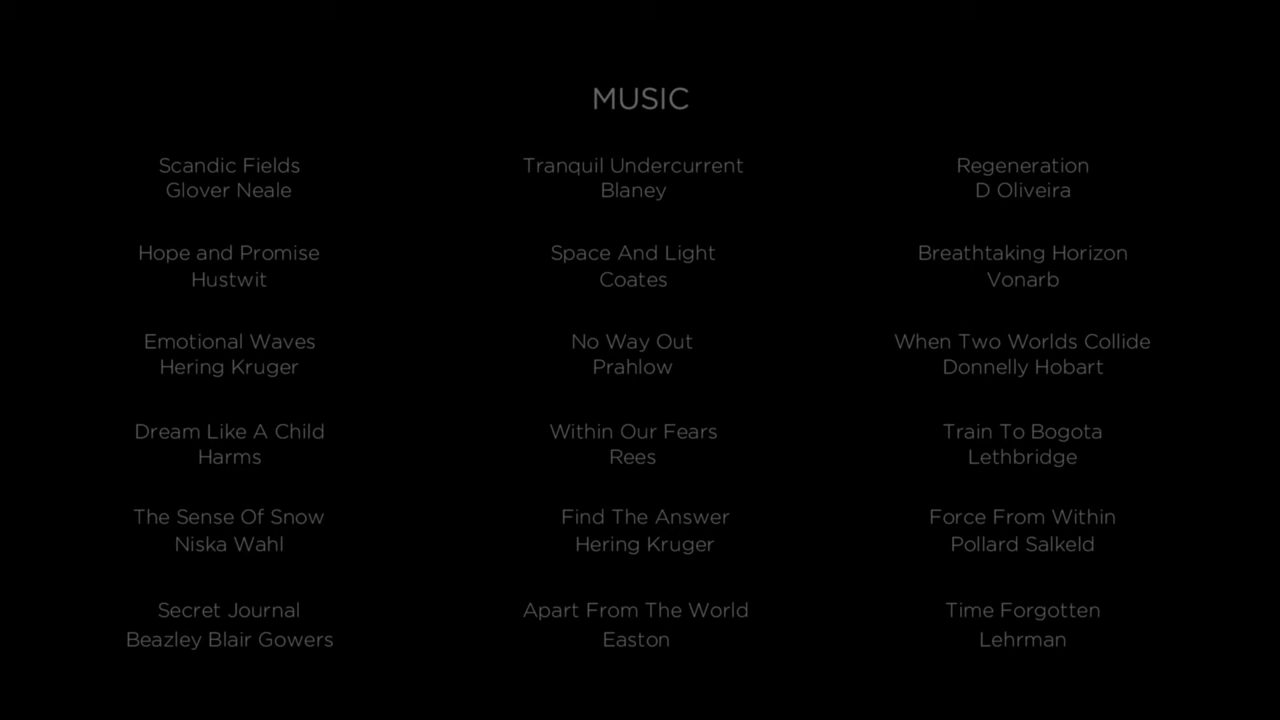 MUSIC
Scandic Fields
Glover Neale
Tranquil Undercurrent
Blaney
Regeneration
D Oliveira
Hope and Promise
Hustwit
Space And Light
Coates
Breathtaking Horizon
Vonarb
Emotional Waves
Hering Kruger
No Way Out
Prahlow
When Two Worlds Collide
Donnelly Hobart
Dream Like A Child
Harms
Within Our Fears
Rees
Train To Bogota
Lethbridge
The Sense Of Snow
Niska Wahl
Find The Answer
Hering Kruger
Force From Within
Pollard Salkeld
Secret Journal
Beazley Blair Gowers
Apart From The World
Easton
Time Forgotten
Lehrman